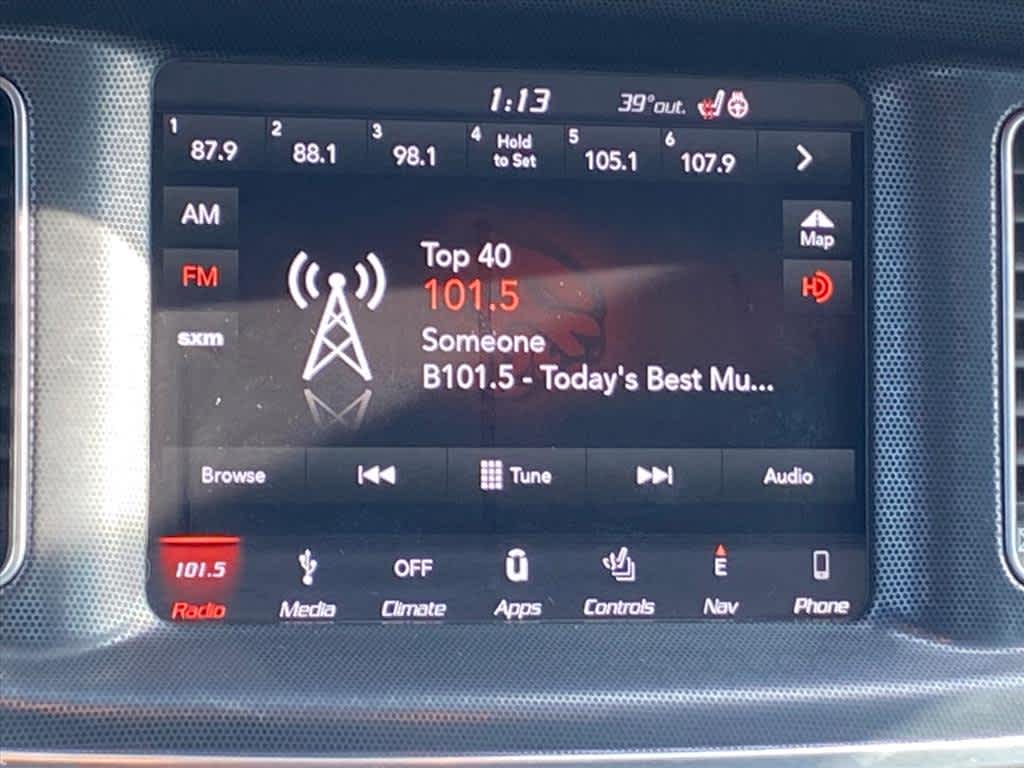 1:13 39°out.
1 87.9 2 88.1 3 98.1 4 Hold to Set 5 105.1 6 107.9
AM
FM
sxm
Top 40
101.5
Someone
B101.5 - Today's Best Mu...
Map
HD
Browse Tune Audio
101.5 OFF E
Radio Media Climate Apps Controls Nav Phone